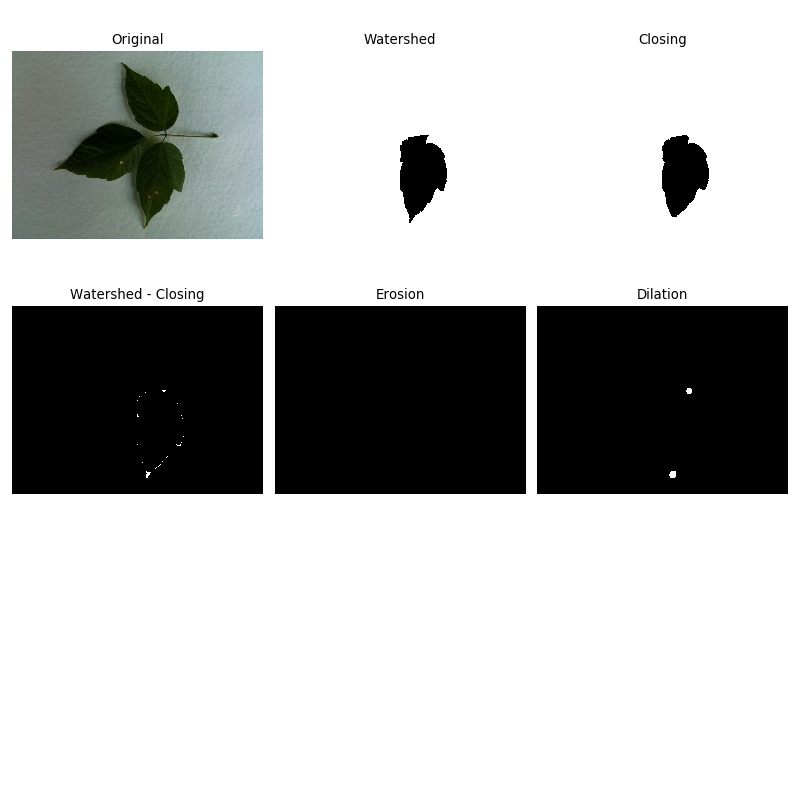 Original
Watershed
Closing
Watershed - Closing
Erosion
Dilation